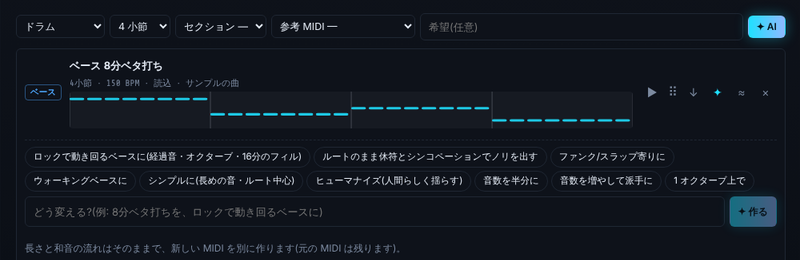 ドラム 4 小節 セクション — 参考 MIDI — 希望(任意) ✦ AI
ベース 8分ベタ打ち
4小節 · 150 BPM · 読込 · サンプルの曲
ベース
ロックで動き回るベースに(経過音・オクターブ・16分のフィル) ルートのまま休符とシンコペーションでノリを出す ファンク/スラップ寄りに
ウォーキングベースに シンプルに(長めの音・ルート中心) ヒューマナイズ(人間らしく揺らす) 音数を半分に 音数を増やして派手に 1 オクターブ上で
どう変える?(例: 8分ベタ打ちを、ロックで動き回るベースに) ✦ 作る
長さと和音の流れはそのままで、新しい MIDI を別に作ります(元の MIDI は残ります)。